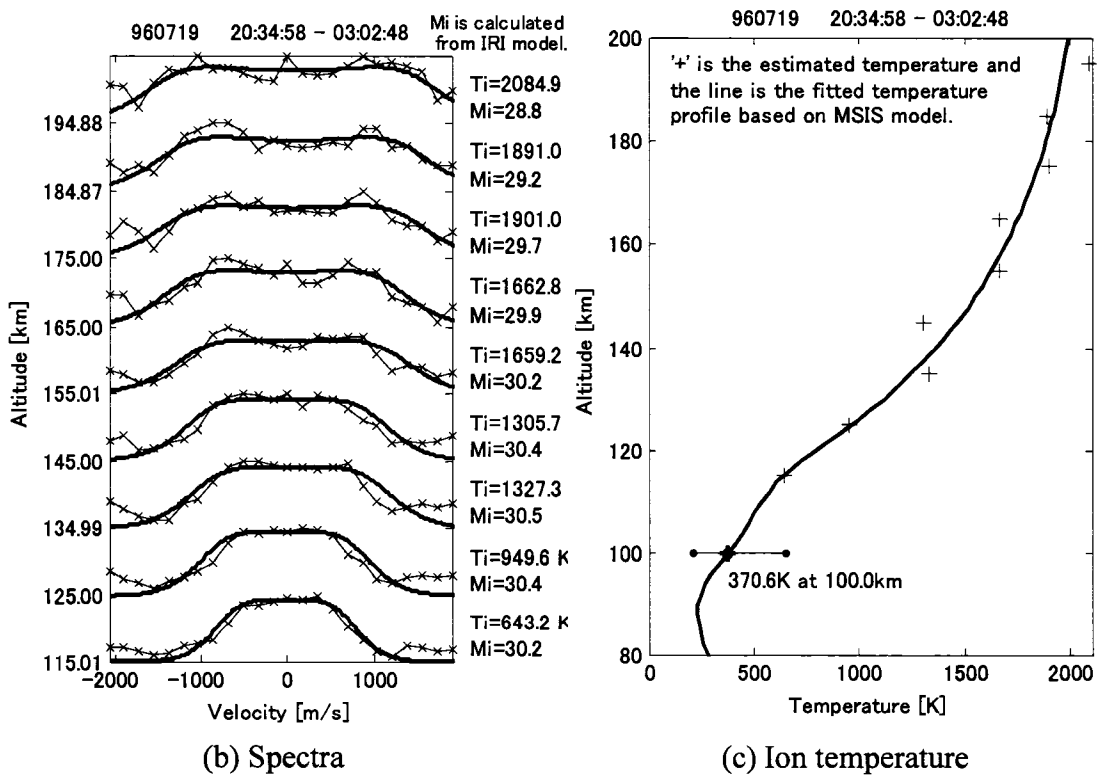 960719 20:34:58 - 03:02:48
Mi is calculated
from IRI model.
Ti=2084.9
Mi=28.8
194.88
Ti=1891.0
Mi=29.2
184.87
Ti=1901.0
Mi=29.7
175.00
Ti=1662.8
Mi=29.9
165.00
Ti=1659.2
Mi=30.2
155.01
Ti=1305.7
Mi=30.4
145.00
Ti=1327.3
Mi=30.5
134.99
Ti=949.6 K
Mi=30.4
125.00
Ti=643.2 K
Mi=30.2
115.01
Altitude [km]
-2000 -1000 0 1000
Velocity [m/s]
(b) Spectra
960719 20:34:58 - 03:02:48
'+' is the estimated temperature and
the line is the fitted temperature
profile based on MSIS model.
200
180
160
140
120
100
80
Altitude [km]
370.6K at 100.0km
0 500 1000 1500 2000
Temperature [K]
(c) Ion temperature